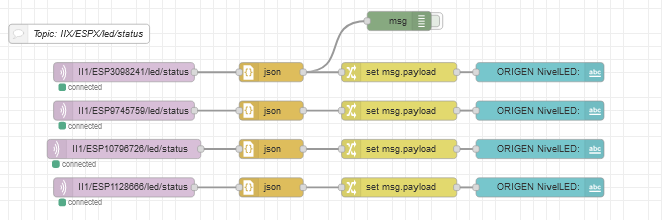 msg
Topic: IIX/ESPX/led/status
II1/ESP3098241/led/status
json
set msg.payload
ORIGEN NivelLED:
abc
connected
II1/ESP9745759/led/status
json
set msg.payload
ORIGEN NivelLED:
abc
connected
II1/ESP10796726/led/status
json
set msg.payload
ORIGEN NivelLED:
abc
connected
II1/ESP1128666/led/status
json
set msg.payload
ORIGEN NivelLED:
abc
connected